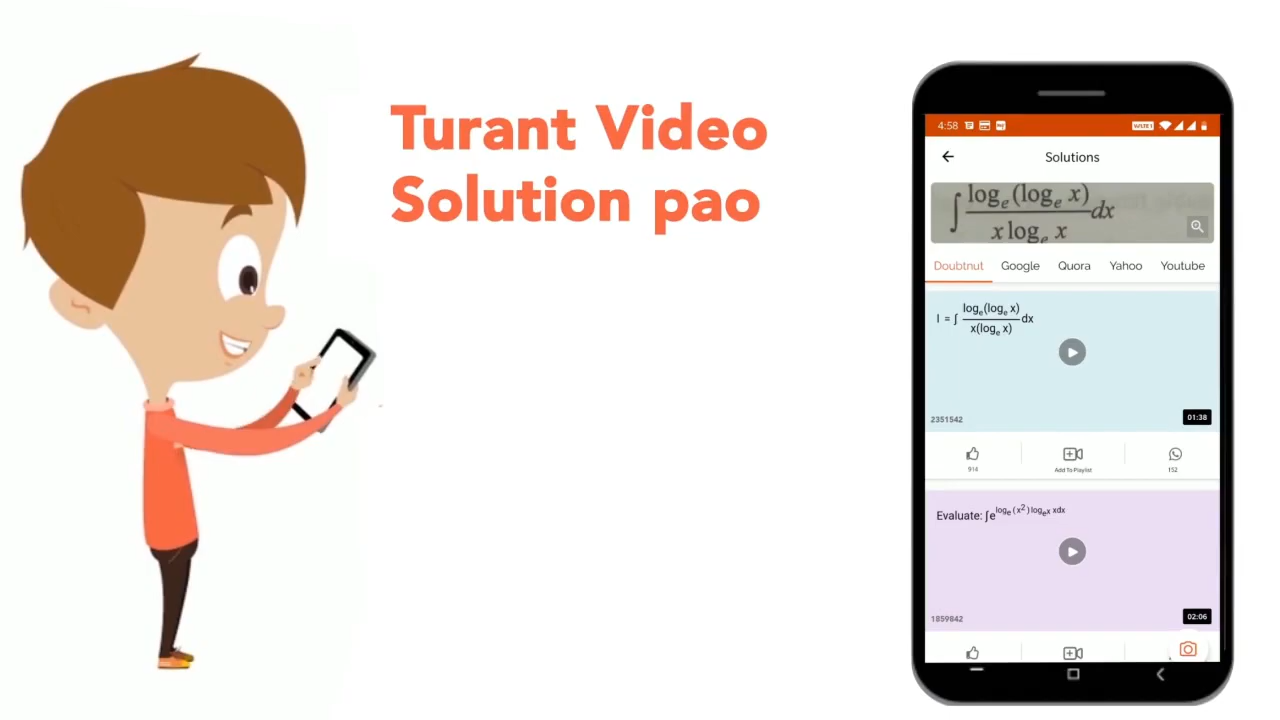 Turant Video
Solution pao
4:58
Solutions
∫ logₑ(logₑ x) / x logₑ x dx
Doubtnut Google Quora Yahoo Youtube
I = ∫ logₑ(logₑ x) / x(logₑ x) dx
2351542 01:38
914 Add To Playlist 152
Evaluate: ∫e^logₑ(x²)logₑx xdx
1859842 02:06